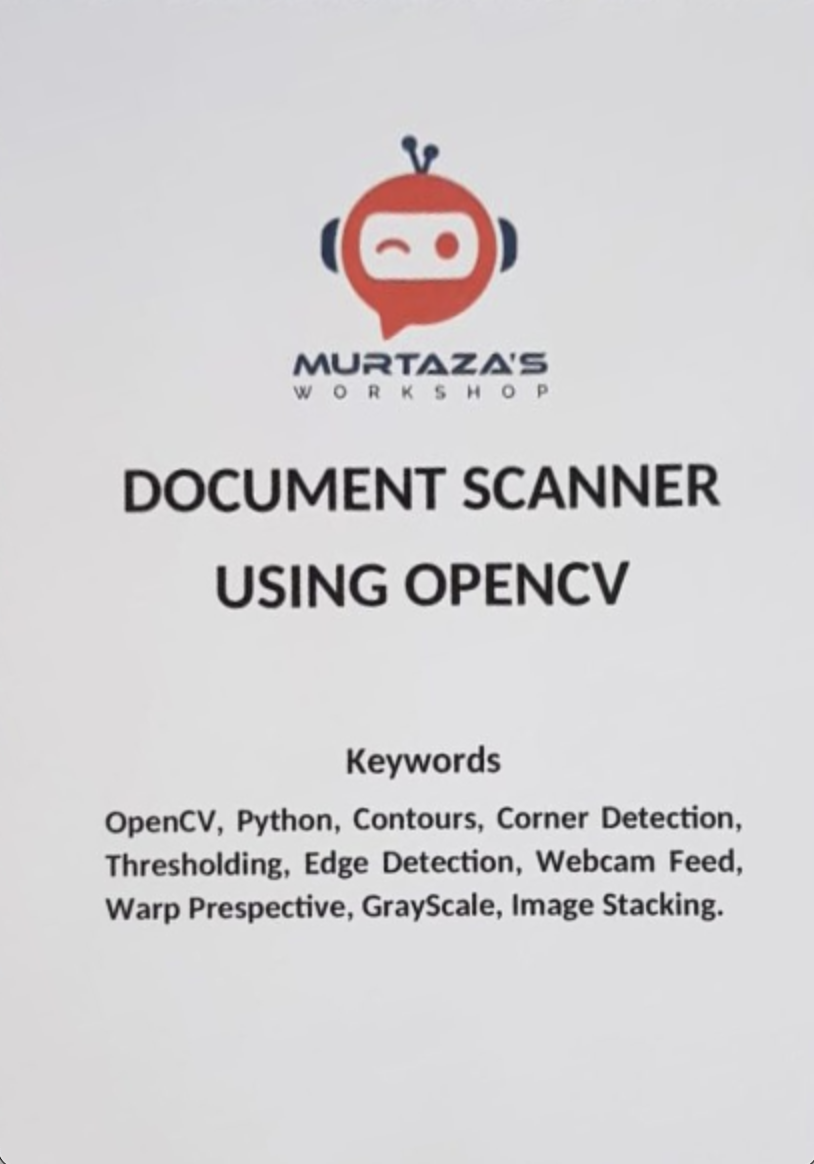 MURTAZA'S
WORKSHOP
DOCUMENT SCANNER
USING OPENCV
Keywords
OpenCV, Python, Contours, Corner Detection,
Thresholding, Edge Detection, Webcam Feed,
Warp Prespective, GrayScale, Image Stacking.